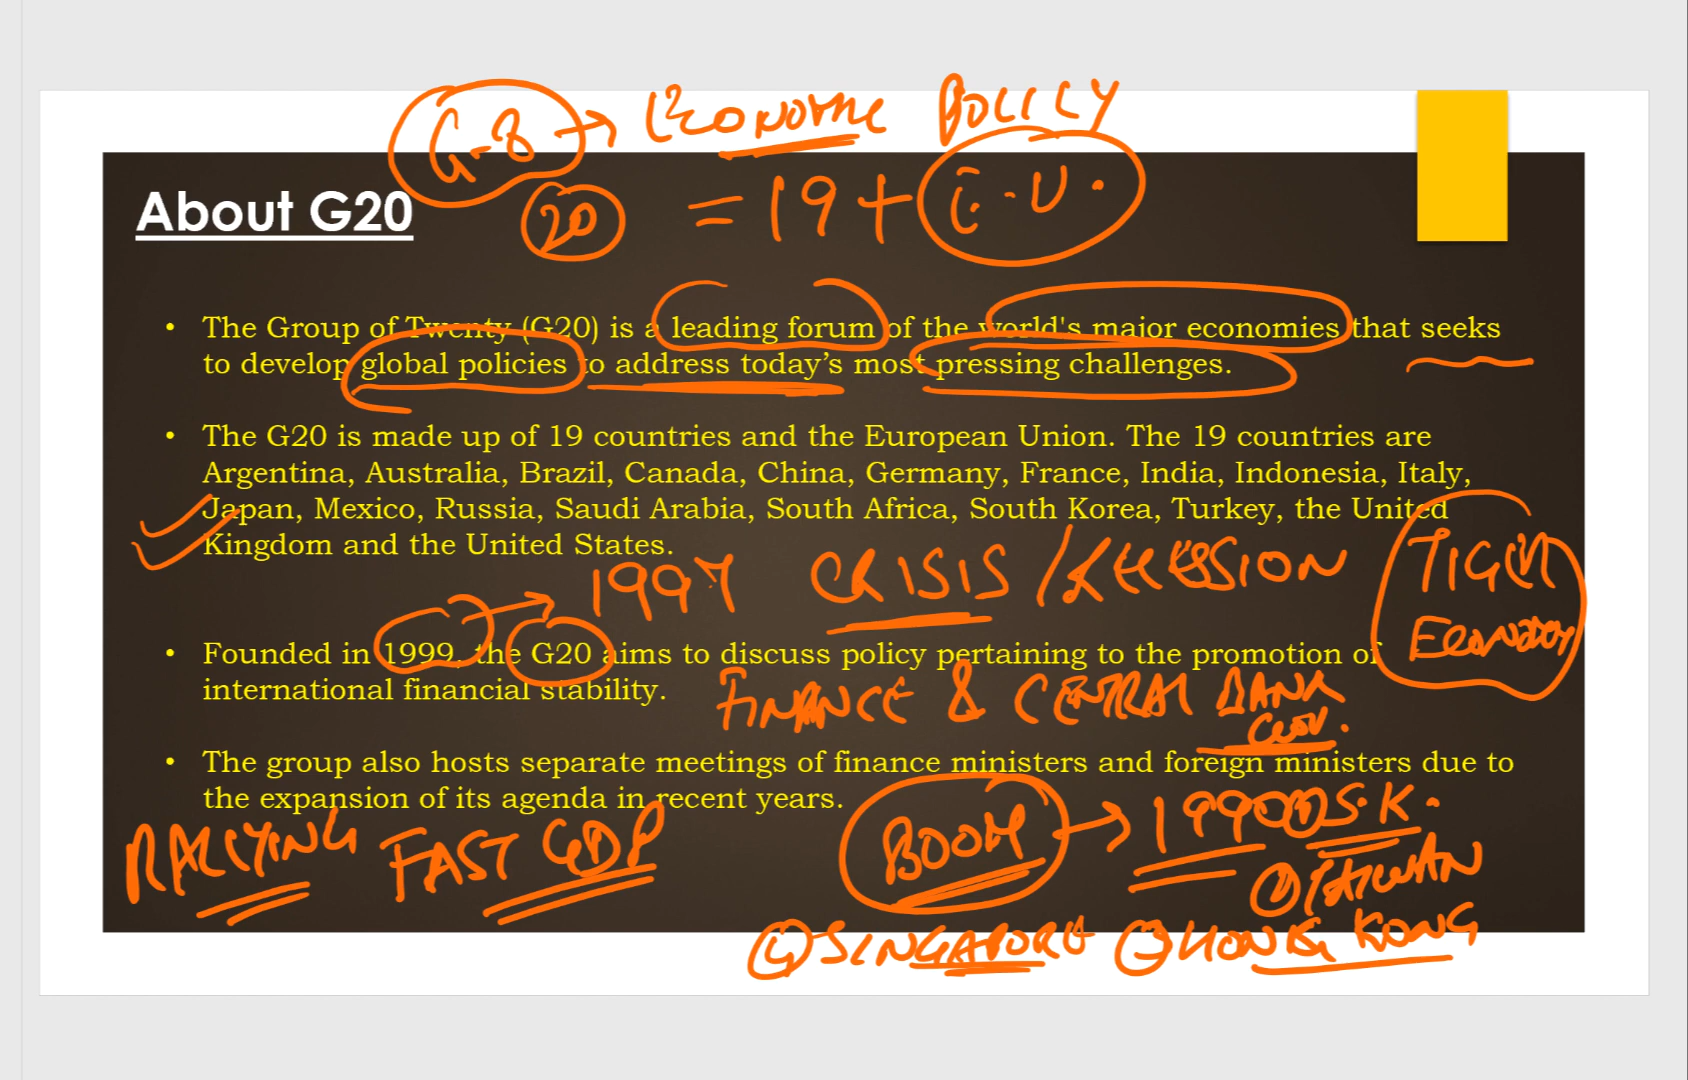 G-8 → ECONOMIC POLICY
About G20
20 = 19 + E.U.
• The Group of Twenty (G20) is a leading forum of the world's major economies that seeks
to develop global policies to address today’s most pressing challenges.
• The G20 is made up of 19 countries and the European Union. The 19 countries are
Argentina, Australia, Brazil, Canada, China, Germany, France, India, Indonesia, Italy,
Japan, Mexico, Russia, Saudi Arabia, South Africa, South Korea, Turkey, the United
Kingdom and the United States.
→ 1997 CRISIS / RECESSION
TIGER
ECONOMY
• Founded in 1999, the G20 aims to discuss policy pertaining to the promotion of
international financial stability.
FINANCE & CENTRAL BANK
GOV.
• The group also hosts separate meetings of finance ministers and foreign ministers due to
the expansion of its agenda in recent years.
RALLYING FAST GDP
BOOM → 1990 ① S.K.
② TAIWAN
④ SINGAPORE ③ HONG KONG